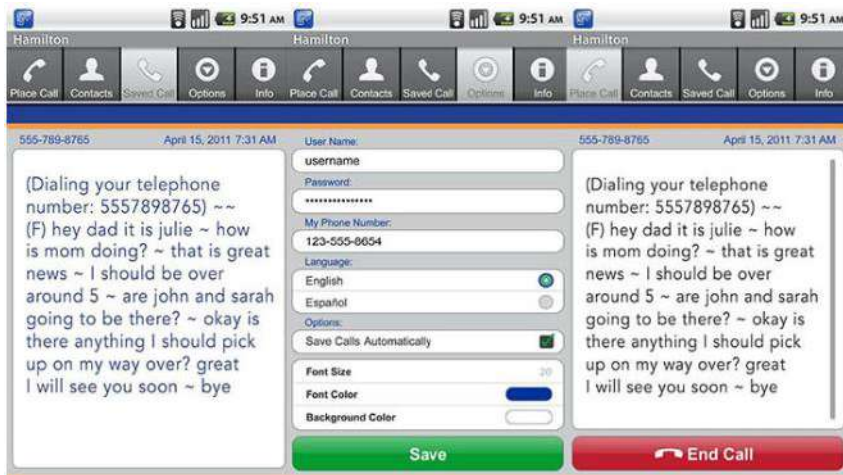 9:51 AM
Hamilton
Place Call
Contacts
Saved Call
Options
Info
555-789-8765
April 15, 2011 7:31 AM
(Dialing your telephone
number: 5557898765) ~~
(F) hey dad it is julie ~ how
is mom doing? ~ that is great
news ~ I should be over
around 5 ~ are john and sarah
going to be there? ~ okay is
there anything I should pick
up on my way over? great
I will see you soon ~ bye
9:51 AM
Hamilton
Place Call
Contacts
Saved Call
Options
Info
User Name:
username
Password:
My Phone Number:
123-555-8654
Language:
English
Español
Options:
Save Calls Automatically
Font Size
20
Font Color
Background Color
Save
9:51 AM
Hamilton
Place Call
Contacts
Saved Call
Options
Info
555-789-8765
April 15, 2011 7:31 AM
(Dialing your telephone
number: 5557898765) ~~
(F) hey dad it is julie ~ how
is mom doing? ~ that is great
news ~ I should be over
around 5 ~ are john and sarah
going to be there? ~ okay is
there anything I should pick
up on my way over? great
I will see you soon ~ bye
End Call